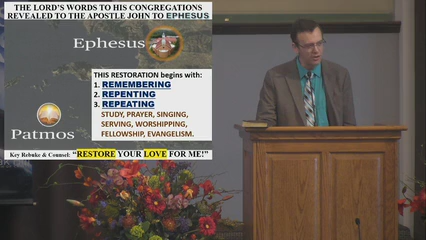 THE LORD'S WORDS TO HIS CONGREGATIONS
REVEALED TO THE APOSTLE JOHN TO EPHESUS
Ephesus
THIS RESTORATION begins with:
1. REMEMBERING
2. REPENTING
3. REPEATING
STUDY, PRAYER, SINGING,
SERVING, WORSHIPPING,
FELLOWSHIP, EVANGELISM.
Patmos
Key Rebuke & Counsel: "RESTORE YOUR LOVE FOR ME!"